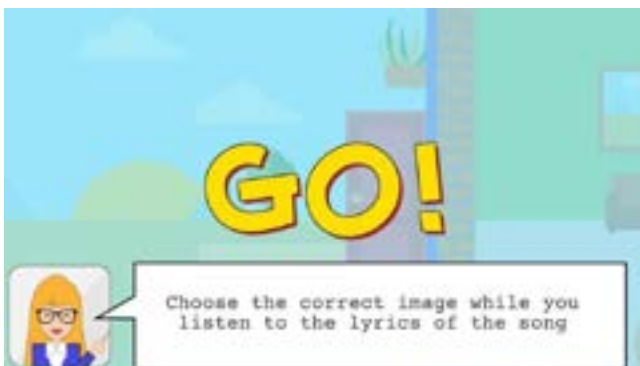 GO!
Choose the correct image while you
listen to the lyrics of the song